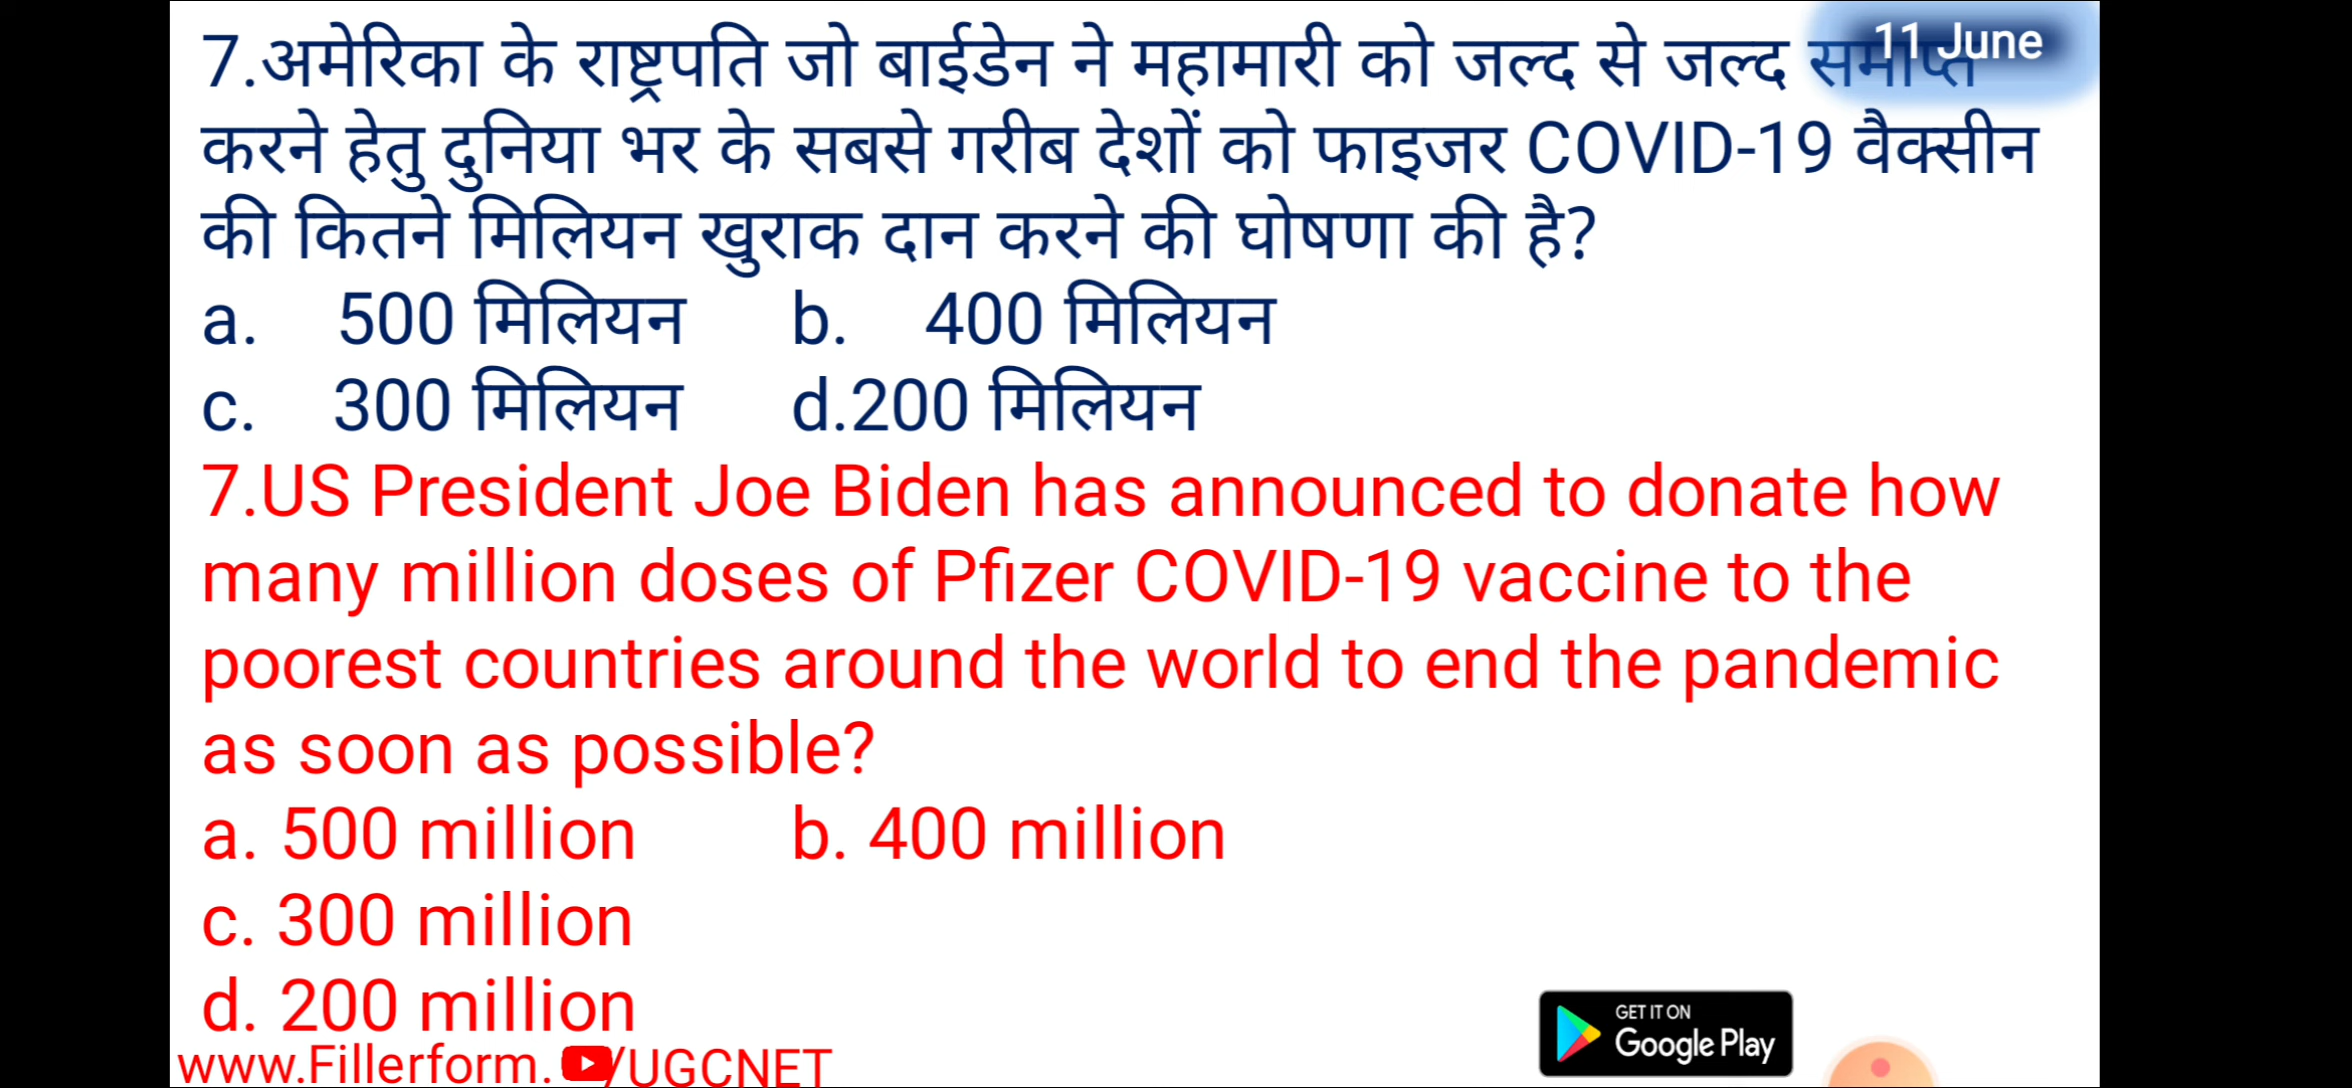 7.अमेरिका के राष्ट्रपति जो बाईडेन ने महामारी को जल्द से जल्द समाप्त
11 June
करने हेतु दुनिया भर के सबसे गरीब देशों को फाइजर COVID-19 वैक्सीन
की कितने मिलियन खुराक दान करने की घोषणा की है?
a. 500 मिलियन b. 400 मिलियन
c. 300 मिलियन d.200 मिलियन
7.US President Joe Biden has announced to donate how
many million doses of Pfizer COVID-19 vaccine to the
poorest countries around the world to end the pandemic
as soon as possible?
a. 500 million b. 400 million
c. 300 million
d. 200 million
www.Fillerform. /UGCNET
GET IT ON
Google Play